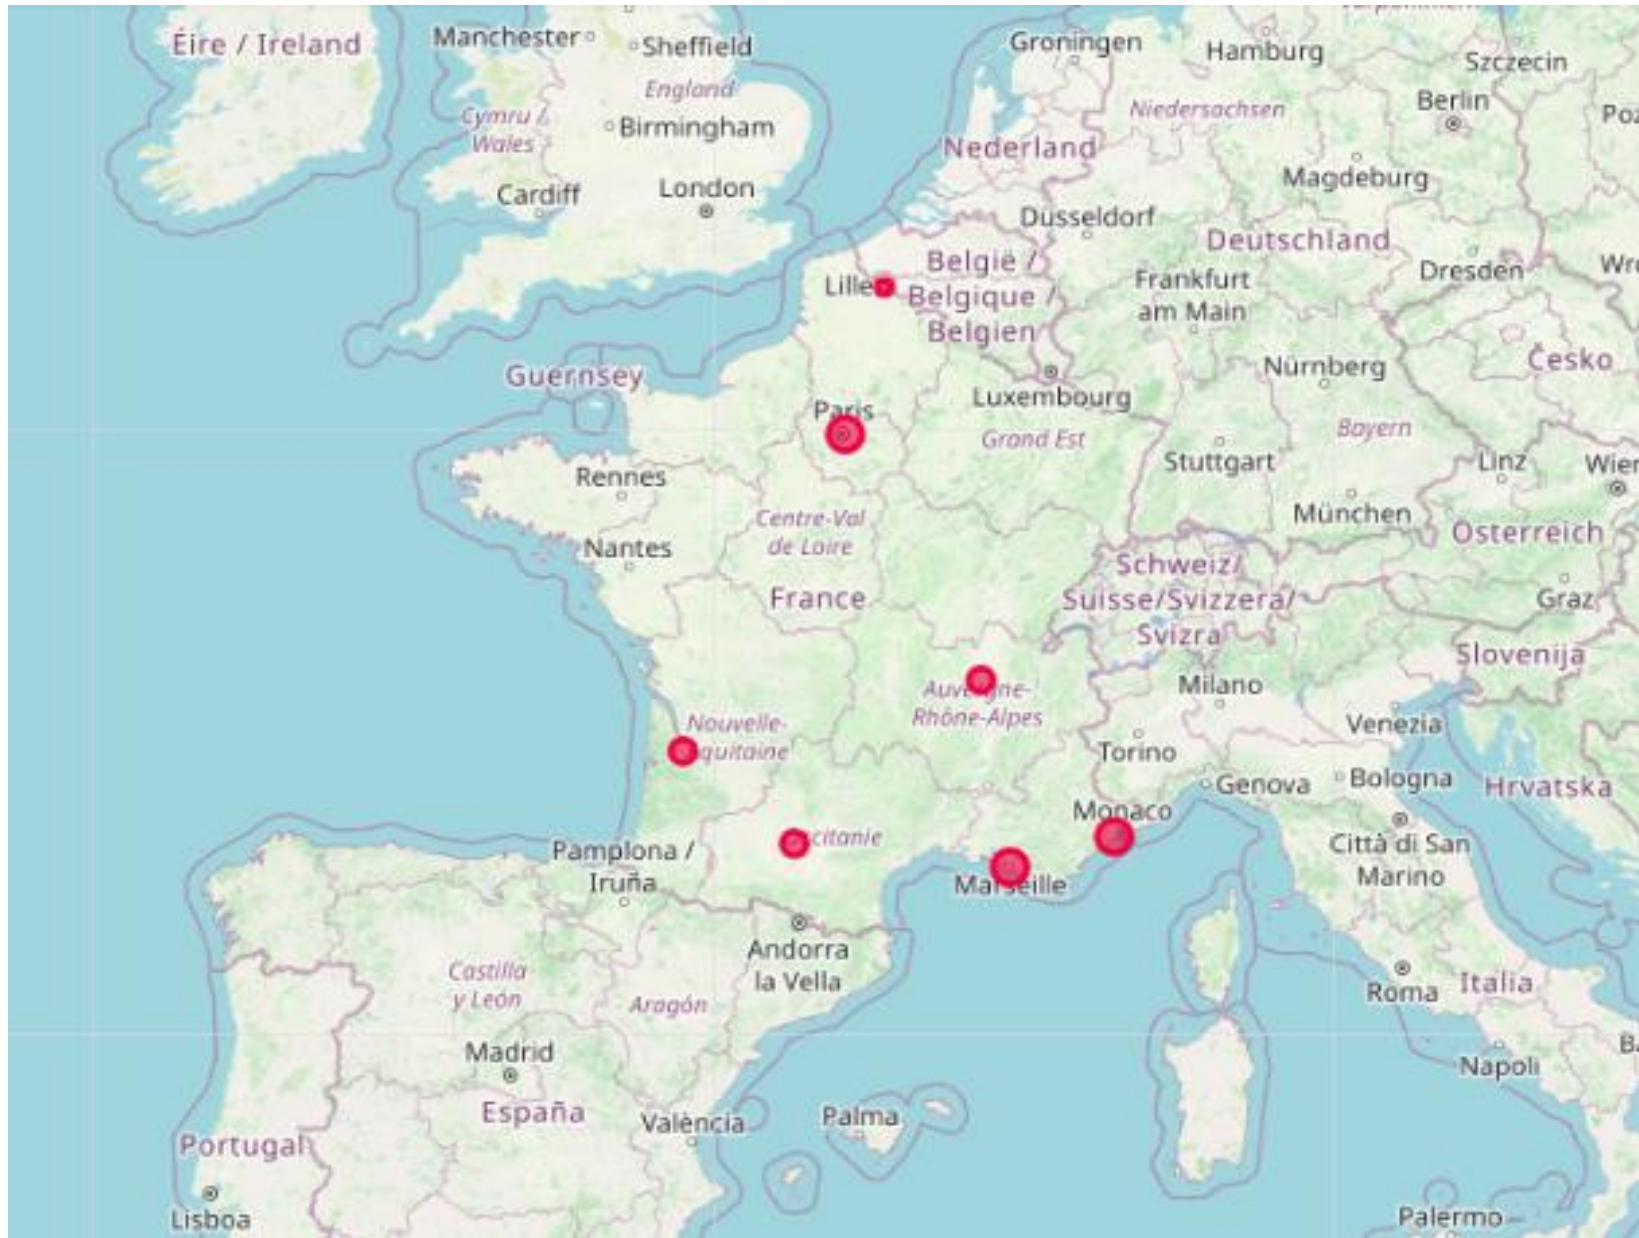 Éire / Ireland
Manchester
Sheffield
England
Cymru /
Wales
Birmingham
Cardiff
London
Groningen
Hamburg
Szczecin
Berlin
Niedersachsen
Nederland
Magdeburg
Dusseldorf
Deutschland
België /
Belgique /
Belgien
Lille
Frankfurt
am Main
Dresden
Nürnberg
Česko
Guernsey
Luxembourg
Paris
Grand Est
Bayern
Stuttgart
Linz
Rennes
München
Centre-Val
de Loire
Nantes
Österreich
Schweiz/
Suisse/Svizzera/
Svizra
France
Graz
Slovenija
Milano
Rhône-Alpes
Nouvelle-
Venezia
Torino
Genova
Bologna
Hrvatska
Monaco
Pamplona /
Iruña
Città di San
Marino
Marseille
Andorra
la Vella
Castilla
y León
Aragón
Roma
Italia
Madrid
Napoli
España
València
Palma
Portugal
Lisboa
Palermo